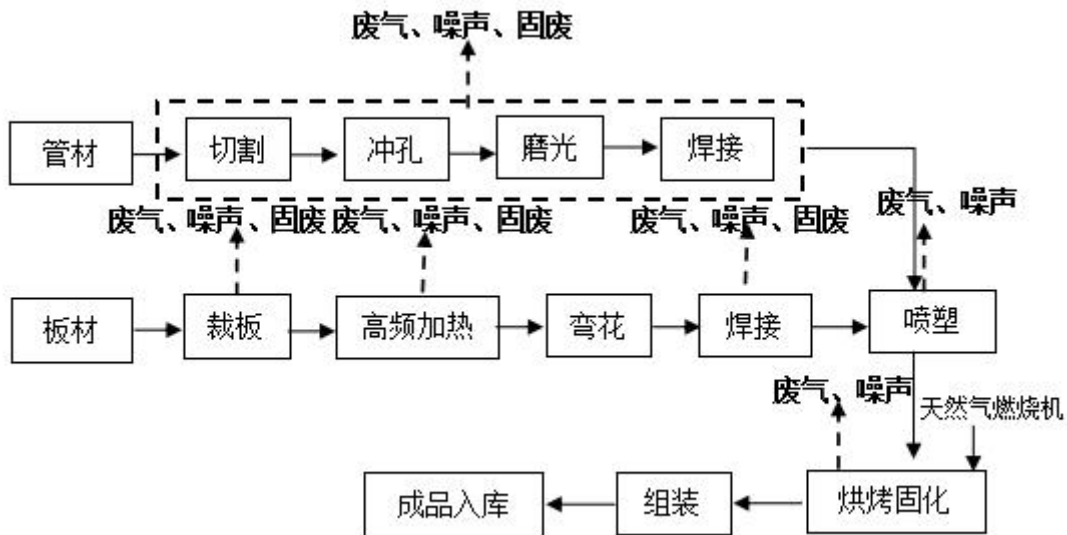 废气、噪声、固废
管材
切割
冲孔
磨光
焊接
废气、噪声、固废
废气、噪声、固废
废气、噪声、固废
废气、噪声
板材
裁板
高频加热
弯花
焊接
喷塑
废气、噪声
天然气燃烧机
成品入库
组装
烘烤固化